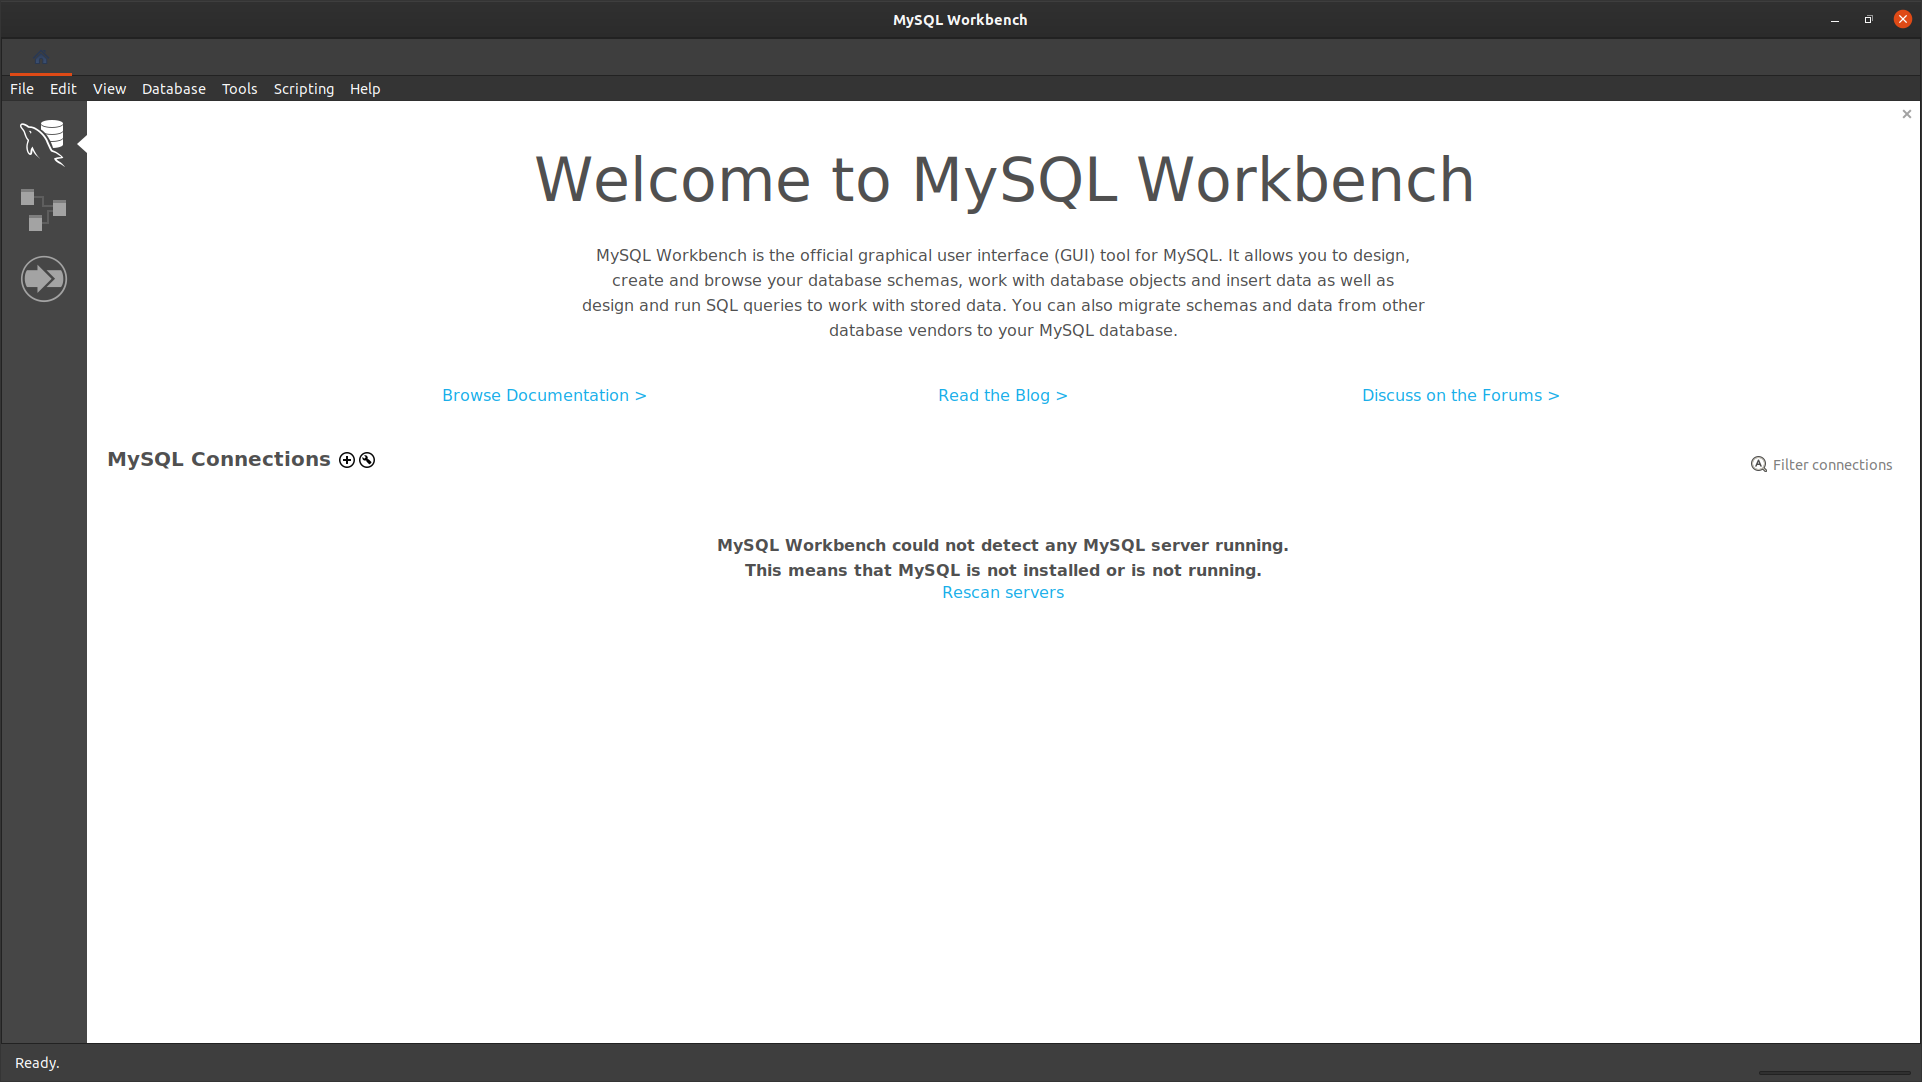 MySQL Workbench
File Edit View Database Tools Scripting Help
Welcome to MySQL Workbench
MySQL Workbench is the official graphical user interface (GUI) tool for MySQL. It allows you to design,
create and browse your database schemas, work with database objects and insert data as well as
design and run SQL queries to work with stored data. You can also migrate schemas and data from other
database vendors to your MySQL database.
Browse Documentation >
Read the Blog >
Discuss on the Forums >
MySQL Connections
Filter connections
MySQL Workbench could not detect any MySQL server running.
This means that MySQL is not installed or is not running.
Rescan servers
Ready.